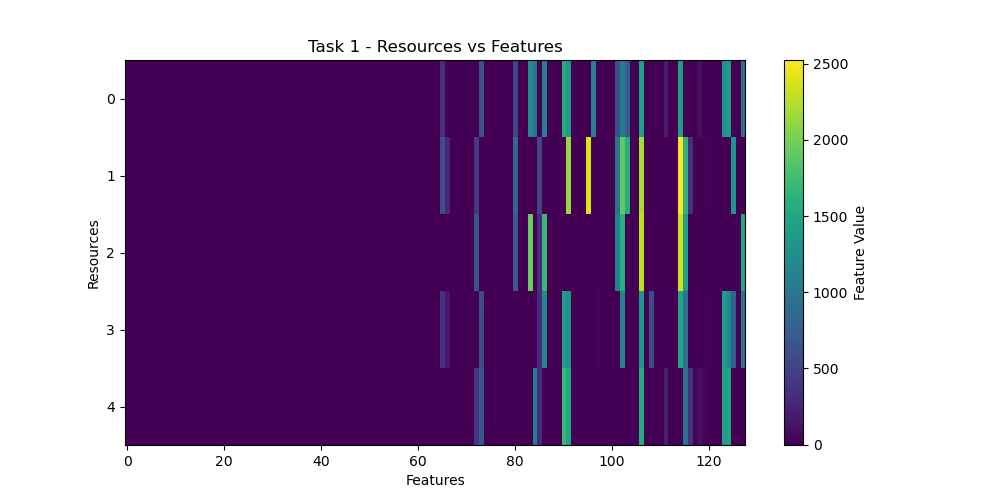 Task 1 - Resources vs Features
Resources
0
1
2
3
4
0 20 40 60 80 100 120
Features
2500
2000
1500
1000
500
0
Feature Value